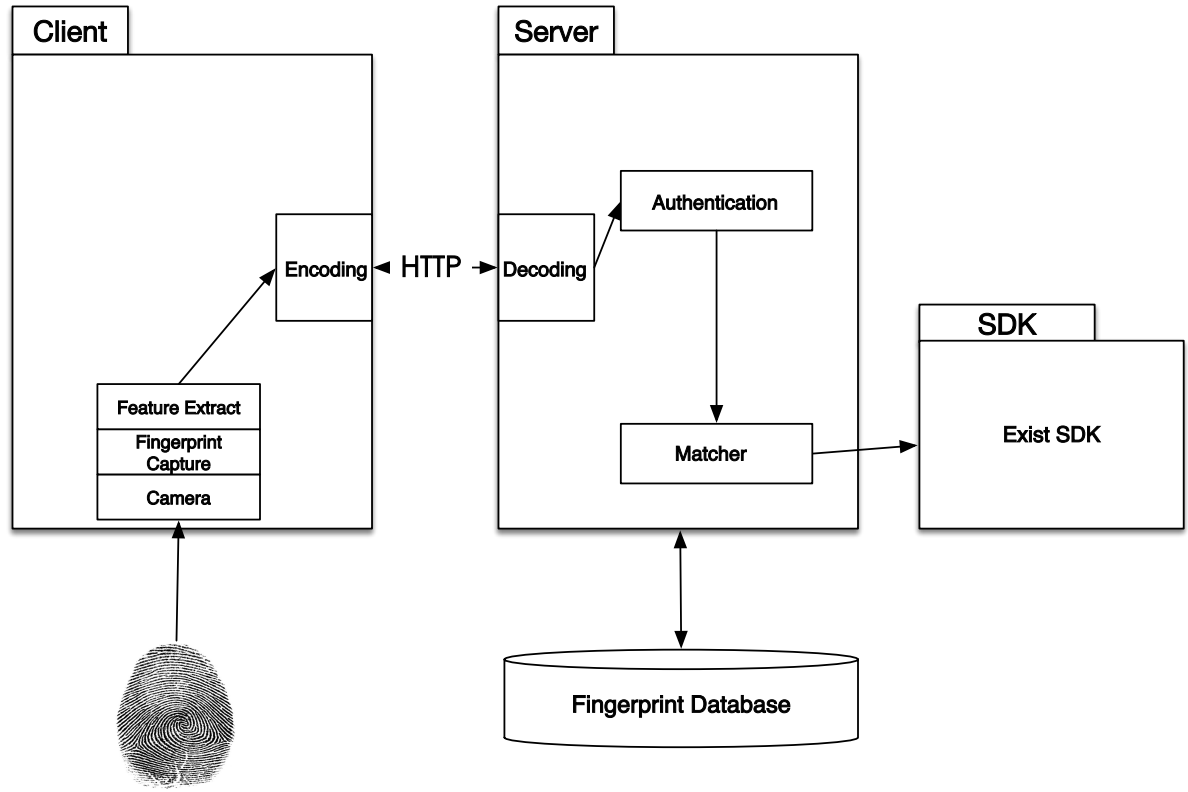 Client
Server
Authentication
Encoding
HTTP
Decoding
SDK
Feature Extract
Fingerprint
Capture
Camera
Matcher
Exist SDK
Fingerprint Database